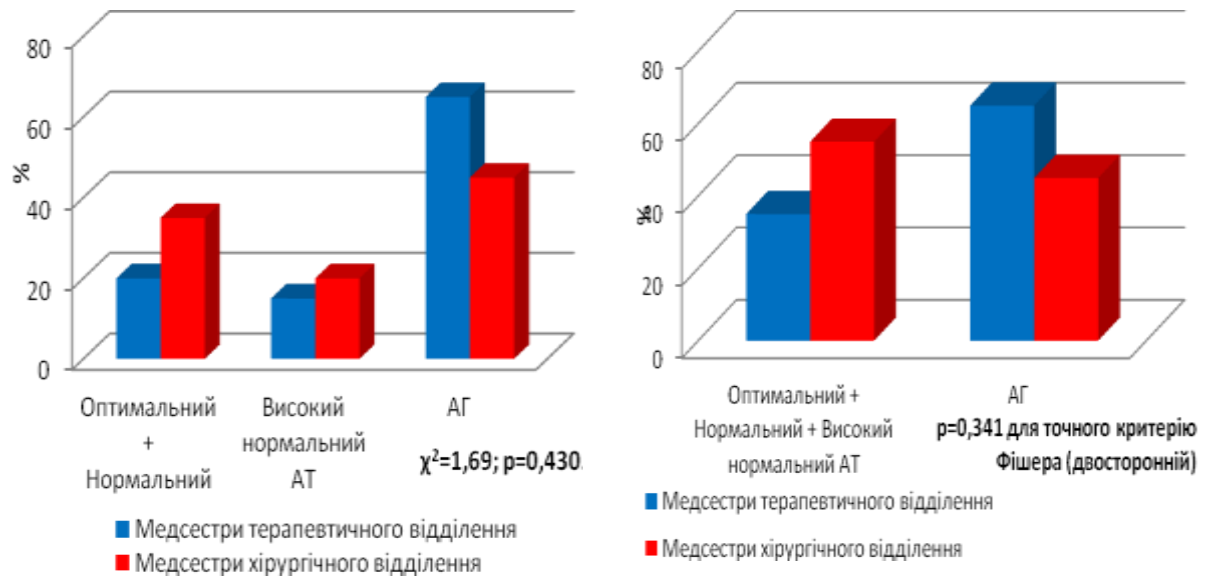 80
60
40
20
0
%
Оптимальний
+
Нормальний
Високий
нормальний
АТ
АГ
χ²=1,69; p=0,430.
Медсестри терапевтичного відділення
Медсестри хірургічного відділення
80
60
40
20
0
%
Оптимальний +
Нормальний + Високий
нормальний АТ
АГ
p=0,341 для точного критерію
Фішера (двосторонній)
Медсестри терапевтичного відділення
Медсестри хірургічного відділення